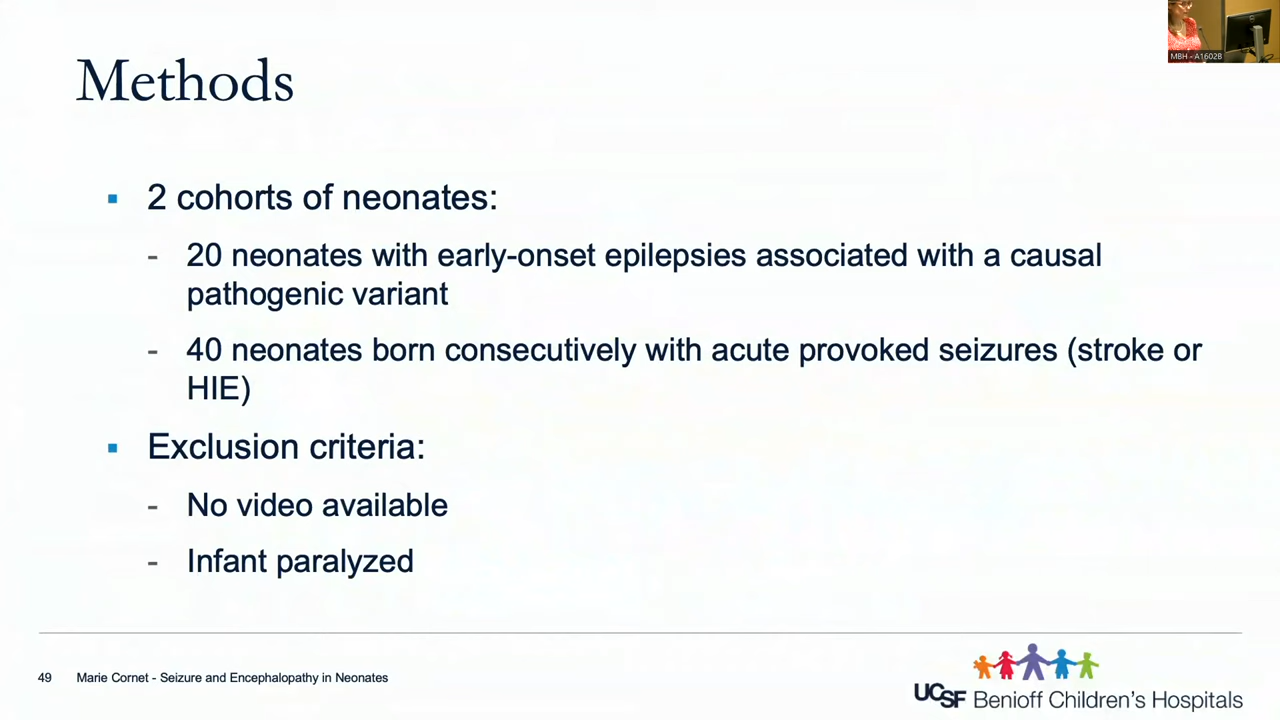 Methods
MBH - A1602B
▪ 2 cohorts of neonates:
- 20 neonates with early-onset epilepsies associated with a causal
pathogenic variant
- 40 neonates born consecutively with acute provoked seizures (stroke or
HIE)
▪ Exclusion criteria:
- No video available
- Infant paralyzed
49 Marie Cornet - Seizure and Encephalopathy in Neonates
UCSF Benioff Children's Hospitals